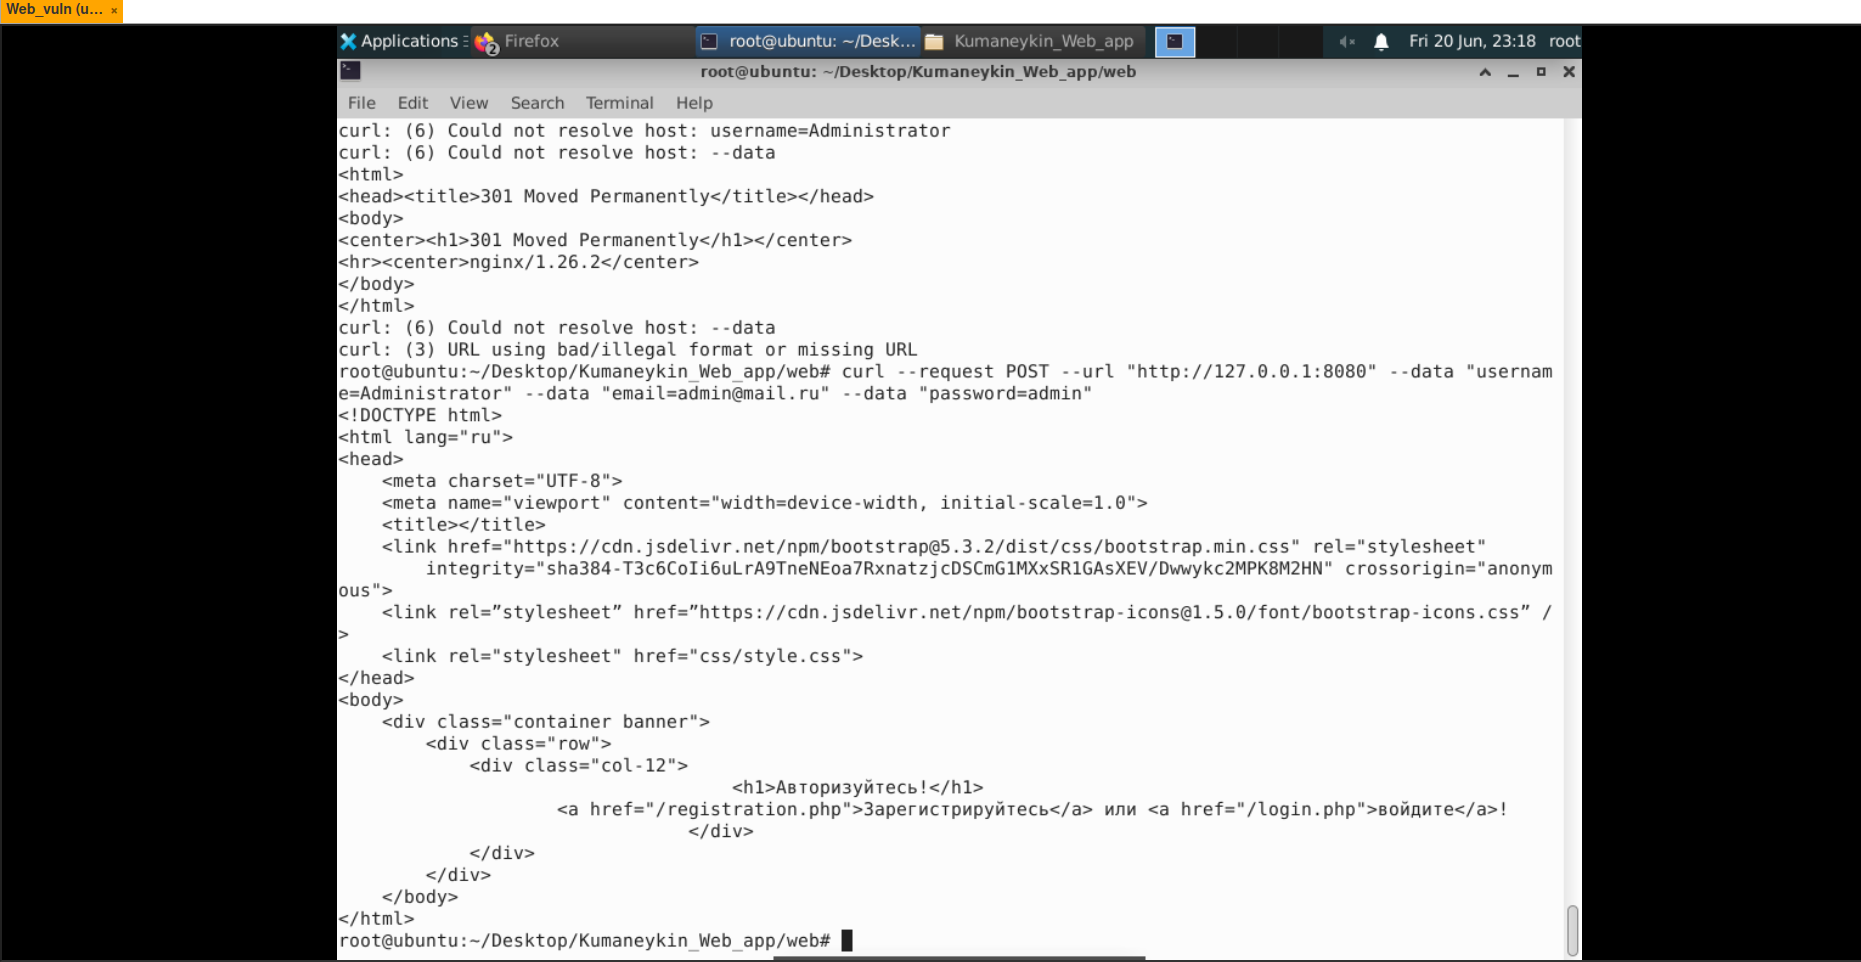 Web_vuln (u... ×
Applications Firefox root@ubuntu: ~/Desk... Kumaneykin_Web_app Fri 20 Jun, 23:18 root
2
root@ubuntu: ~/Desktop/Kumaneykin_Web_app/web
File Edit View Search Terminal Help
curl: (6) Could not resolve host: username=Administrator
curl: (6) Could not resolve host: --data
<html>
<head><title>301 Moved Permanently</title></head>
<body>
<center><h1>301 Moved Permanently</h1></center>
<hr><center>nginx/1.26.2</center>
</body>
</html>
curl: (6) Could not resolve host: --data
curl: (3) URL using bad/illegal format or missing URL
root@ubuntu:~/Desktop/Kumaneykin_Web_app/web# curl --request POST --url "http://127.0.0.1:8080" --data "usernam
e=Administrator" --data "email=admin@mail.ru" --data "password=admin"
<!DOCTYPE html>
<html lang="ru">
<head>
    <meta charset="UTF-8">
    <meta name="viewport" content="width=device-width, initial-scale=1.0">
    <title></title>
    <link href="https://cdn.jsdelivr.net/npm/bootstrap@5.3.2/dist/css/bootstrap.min.css" rel="stylesheet"
        integrity="sha384-T3c6CoIi6uLrA9TneNEoa7RxnatzjcDSCmG1MXxSR1GAsXEV/Dwwykc2MPK8M2HN" crossorigin="anonym
ous">
    <link rel=”stylesheet” href=”https://cdn.jsdelivr.net/npm/bootstrap-icons@1.5.0/font/bootstrap-icons.css” /
>
    <link rel="stylesheet" href="css/style.css">
</head>
<body>
    <div class="container banner">
        <div class="row">
            <div class="col-12">
                                    <h1>Авторизуйтесь!</h1>
                    <a href="/registration.php">Зарегистрируйтесь</a> или <a href="/login.php">войдите</a>!
                                </div>
            </div>
        </div>
    </body>
</html>
root@ubuntu:~/Desktop/Kumaneykin_Web_app/web#